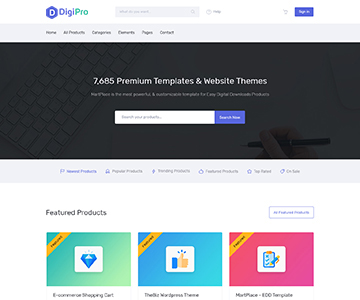 DigiPro
what do you want...
Help
Sign In
Home
All Products
Categories
Elements
Pages
Contact
7,685 Premium Templates & Website Themes
MartPlace is the most powerful, & customizable template for Easy Digital Downloads Products
Search your products...
Search Now
Newest Products
Popular Products
Trending Products
Featured Products
Top Rated
On Sale
Featured Products
All Featured Products
Featured
Featured
Featured
E-commerce Shopping Cart
TheBiz Wordpress Theme
MartPlace - EDD Template